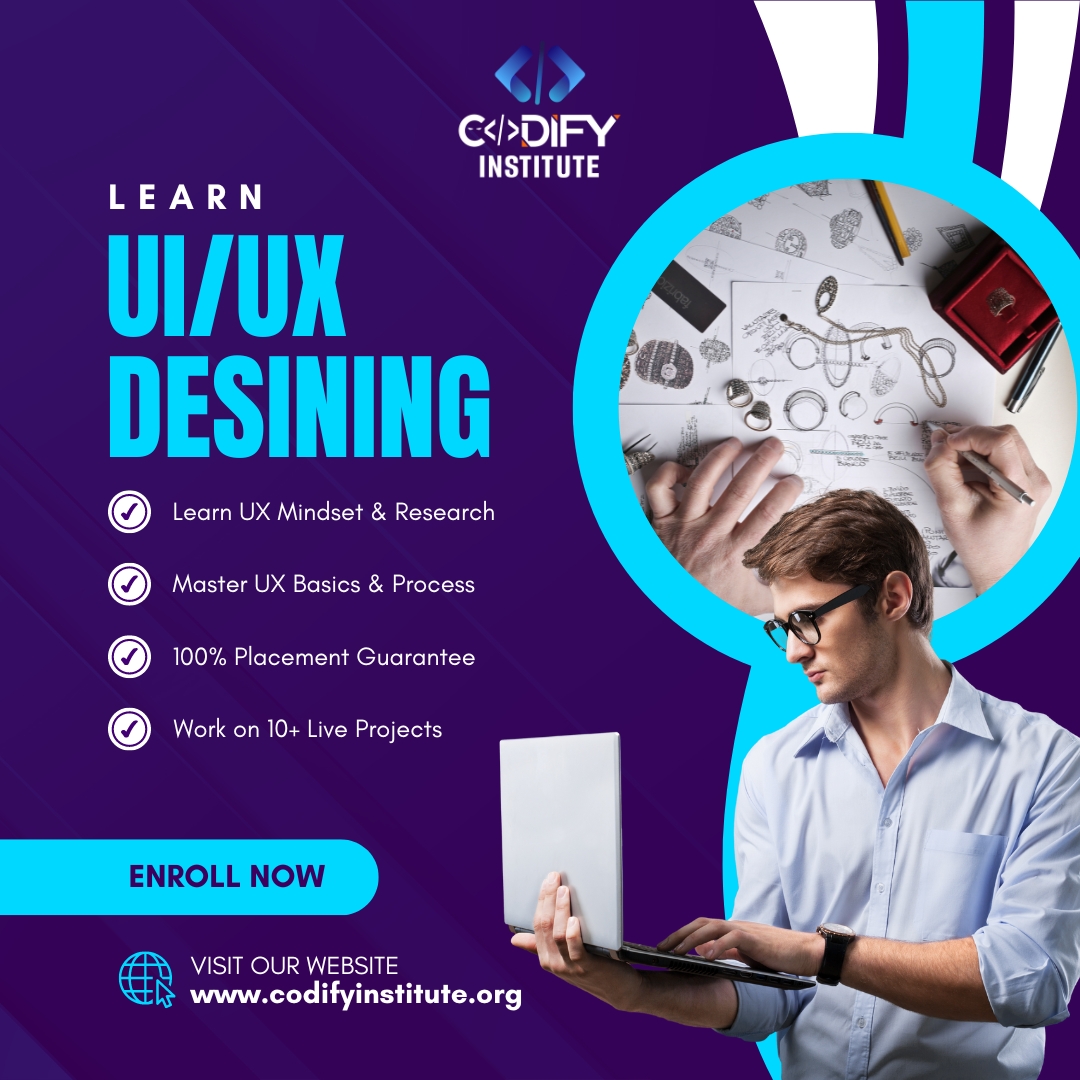 C</>DIFY
INSTITUTE
LEARN
UI/UX
DESINING
Learn UX Mindset & Research
Master UX Basics & Process
100% Placement Guarantee
Work on 10+ Live Projects
ENROLL NOW
VISIT OUR WEBSITE
www.codifyinstitute.org